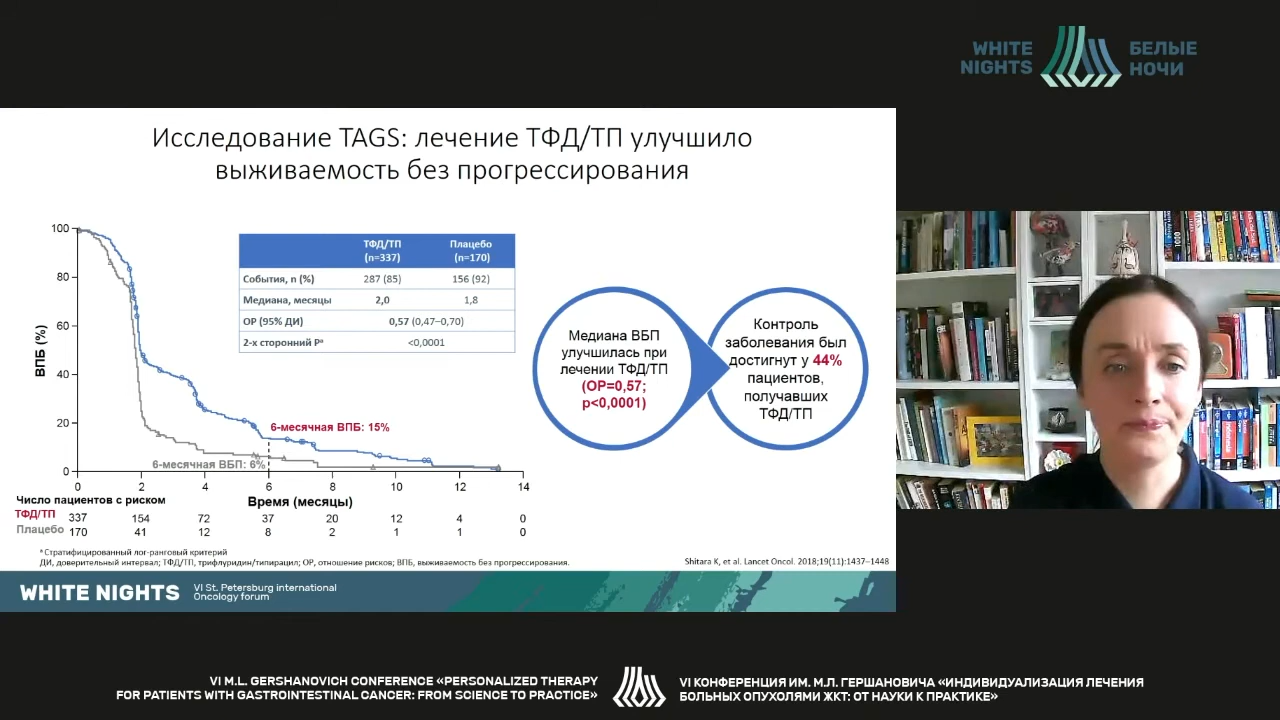 WHITE NIGHTS
БЕЛЫЕ НОЧИ
Исследование TAGS: лечение ТФД/ТП улучшило
выживаемость без прогрессирования
ВПБ (%)
100
80
60
40
20
0
ТФД/ТП (n=337)
Плацебо (n=170)
События, n (%) 287 (85) 156 (92)
Медиана, месяцы 2,0 1,8
ОР (95% ДИ) 0,57 (0,47–0,70)
2-х сторонний Pᵃ <0,0001
6-месячная ВПБ: 15%
6-месячная ВБП: 6%
0 2 4 6 8 10 12 14
Время (месяцы)
Число пациентов с риском
ТФД/ТП 337 154 72 37 20 12 4 0
Плацебо 170 41 12 8 2 1 1 0
Медиана ВБП
улучшилась при
лечении ТФД/ТП
(ОР=0,57;
p<0,0001)
Контроль
заболевания был
достигнут у 44%
пациентов,
получавших
ТФД/ТП
ᵃ Стратифицированный лог-ранговый критерий
ДИ, доверительный интервал; ТФД/ТП, трифлуридин/типирацил; ОР, отношение рисков; ВПБ, выживаемость без прогрессирования.
Shitara K, et al. Lancet Oncol. 2018;19(11):1437–1448
WHITE NIGHTS
VI St. Petersburg international
Oncology forum
VI M.L. GERSHANOVICH CONFERENCE «PERSONALIZED THERAPY
FOR PATIENTS WITH GASTROINTESTINAL CANCER: FROM SCIENCE TO PRACTICE»
VI КОНФЕРЕНЦИЯ ИМ. М.Л. ГЕРШАНОВИЧА «ИНДИВИДУАЛИЗАЦИЯ ЛЕЧЕНИЯ
БОЛЬНЫХ ОПУХОЛЯМИ ЖКТ: ОТ НАУКИ К ПРАКТИКЕ»